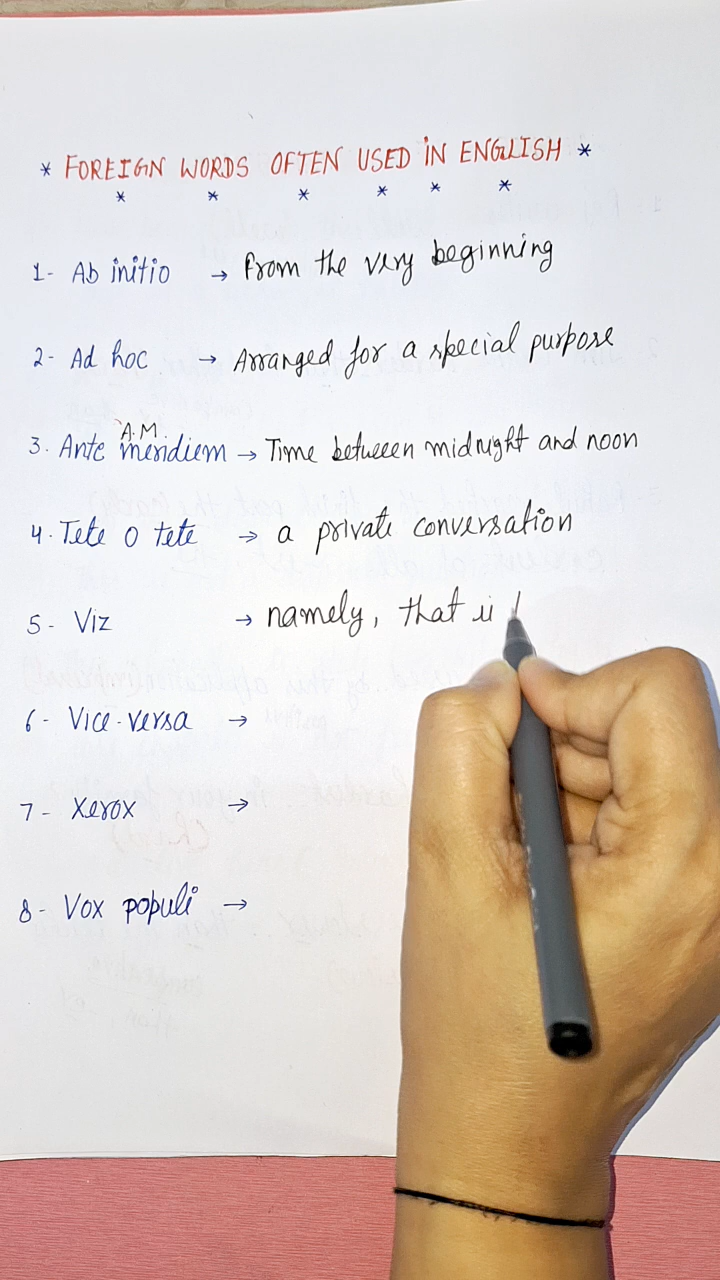 * FOREIGN WORDS OFTEN USED IN ENGLISH *
* * * * * *
1- Ab initio → From the very beginning
2- Ad hoc → Arranged for a special purpose
A.M.
3. Ante meridiem → Time between midnight and noon
4. Tete O tete → a private conversation
5- Viz → namely, that is
6- Vice-versa →
7- Xerox →
8- Vox populi →